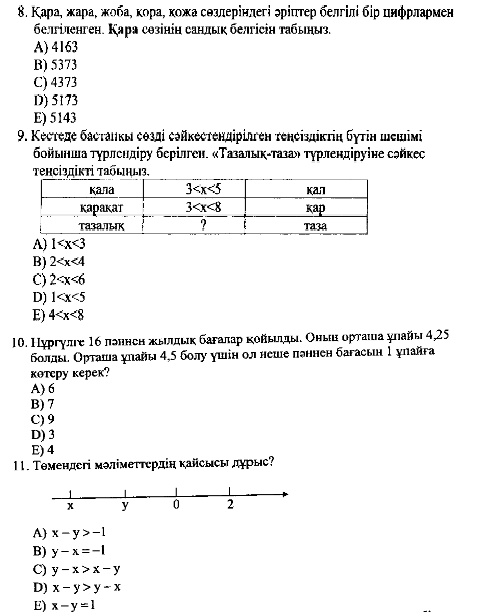 8. Қара, жара, жоба, қора, қожа сөздеріндегі әріптер белгілі бір цифрлармен
белгіленген. Қара сөзінің сандық белгісін табыңыз.
A) 4163
B) 5373
C) 4373
D) 5173
E) 5143
9. Кестеде бастапқы сөзді сәйкестендірілген теңсіздіктің бүтін шешімі
бойынша түрлендіру берілген. «Тазалық-таза» түрлендіруіне сәйкес
теңсіздікті табыңыз.
қала 3<x<5 қал
қарақат 3<x<8 қар
тазалық ? таза
A) 1<x<3
B) 2<x<4
C) 2<x<6
D) 1<x<5
E) 4<x<8
10. Нұргүлге 16 пәннен жылдық бағалар қойылды. Оның орташа ұпайы 4,25
болды. Орташа ұпайы 4,5 болу үшін ол неше пәннен бағасын 1 ұпайға
көтеру керек?
A) 6
B) 7
C) 9
D) 3
E) 4
11. Төмендегі мәліметтердің қайсысы дұрыс?
x y 0 2
A) x – y > –1
B) y – x = –1
C) y – x > x – y
D) x – y > y – x
E) x – y = 1